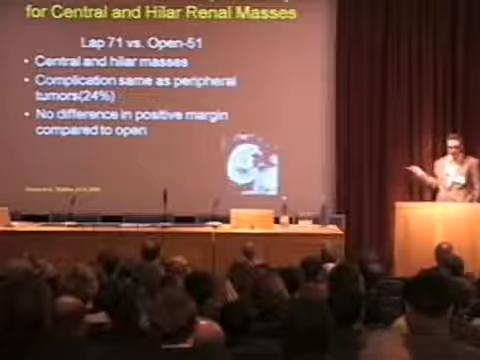 for Central and Hilar Renal Masses
Lap 71 vs. Open-51
• Central and hilar masses
• Complication same as peripheral
tumors(24%)
• No difference in positive margin
compared to open